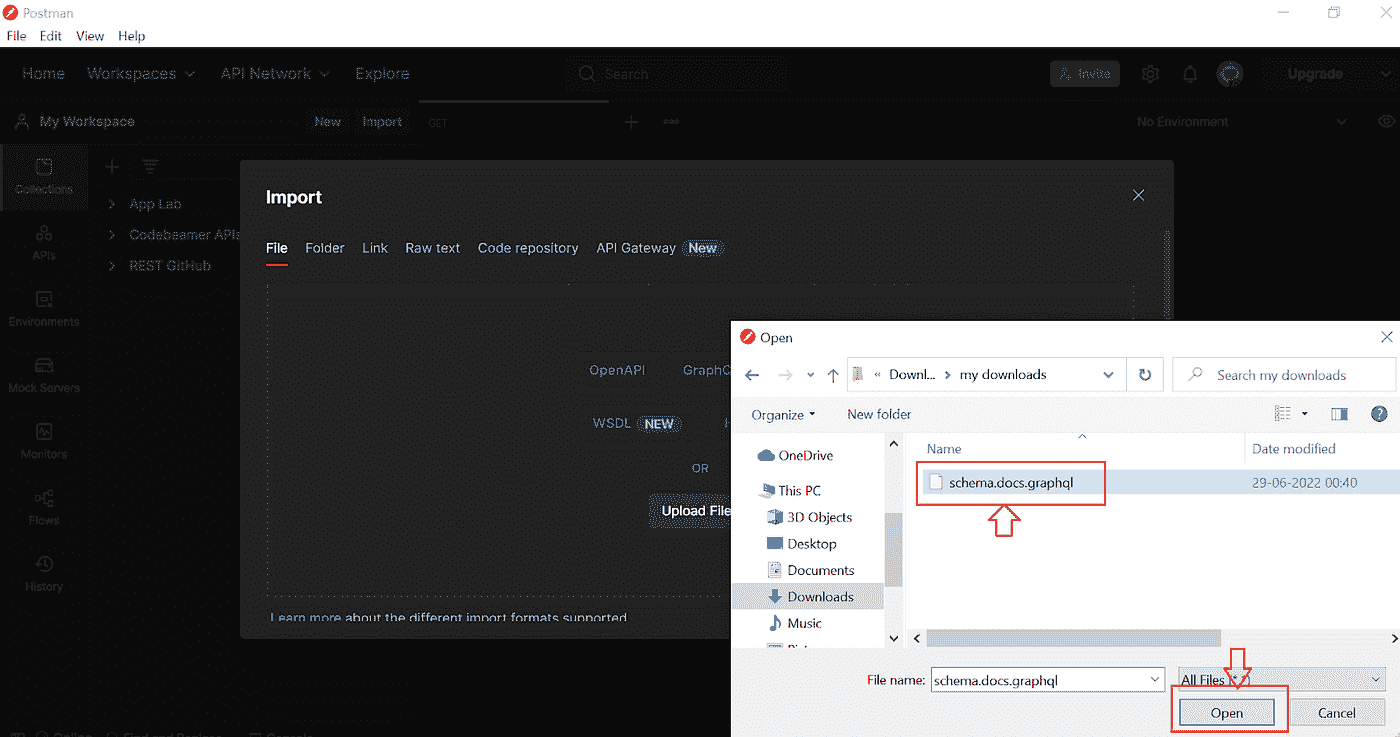 Postman
File Edit View Help
Home Workspaces API Network Explore Search Invite Upgrade
My Workspace New Import GET No Environment
Collections
APIs
Environments
Mock Servers
Monitors
Flows
History
App Lab
Codebeamer APIs
REST GitHub
Import
File Folder Link Raw text Code repository API Gateway New
OpenAPI
WSDL NEW
OR
Upload File
Learn more about the different import formats supported
Open
« Downl... > my downloads Search my downloads
Organize New folder
Name Date modified
schema.docs.graphql 29-06-2022 00:40
OneDrive
This PC
3D Objects
Desktop
Documents
Downloads
Music
File name: schema.docs.graphql All Files
Open Cancel